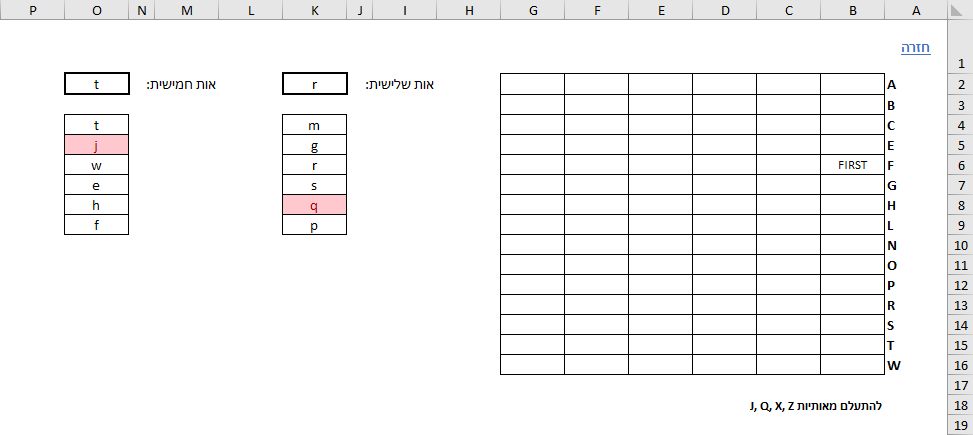 A B C D E F G H I J K L M N O P
חזרה
1
2 A אות שלישית: r אות חמישית: t
3 B
4 C m t
5 E g j
6 F FIRST r w
7 G s e
8 H q h
9 L p f
10 N
11 O
12 P
13 R
14 S
15 T
16 W
17
18 להתעלם מאותיות J, Q, X, Z
19